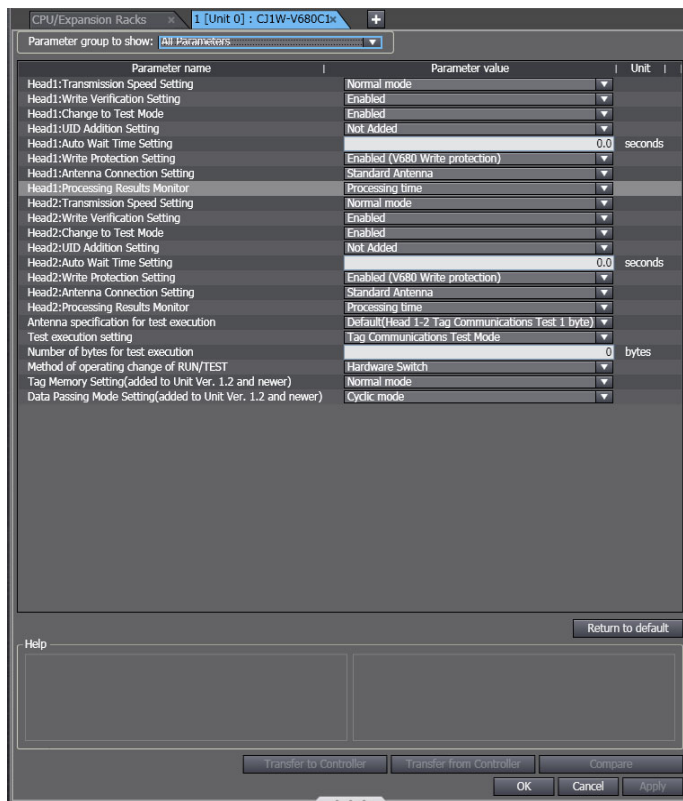 CPU/Expansion Racks × 1 [Unit 0] : CJ1W-V680C1× +
Parameter group to show: All Parameters
Parameter name | Parameter value | Unit |
Head1:Transmission Speed Setting Normal mode
Head1:Write Verification Setting Enabled
Head1:Change to Test Mode Enabled
Head1:UID Addition Setting Not Added
Head1:Auto Wait Time Setting 0.0 seconds
Head1:Write Protection Setting Enabled (V680 Write protection)
Head1:Antenna Connection Setting Standard Antenna
Head1:Processing Results Monitor Processing time
Head2:Transmission Speed Setting Normal mode
Head2:Write Verification Setting Enabled
Head2:Change to Test Mode Enabled
Head2:UID Addition Setting Not Added
Head2:Auto Wait Time Setting 0.0 seconds
Head2:Write Protection Setting Enabled (V680 Write protection)
Head2:Antenna Connection Setting Standard Antenna
Head2:Processing Results Monitor Processing time
Antenna specification for test execution Default(Head 1-2 Tag Communications Test 1 byte)
Test execution setting Tag Communications Test Mode
Number of bytes for test execution 0 bytes
Method of operating change of RUN/TEST Hardware Switch
Tag Memory Setting(added to Unit Ver. 1.2 and newer) Normal mode
Data Passing Mode Setting(added to Unit Ver. 1.2 and newer) Cyclic mode
Return to default
Help
Transfer to Controller Transfer from Controller Compare
OK Cancel Apply